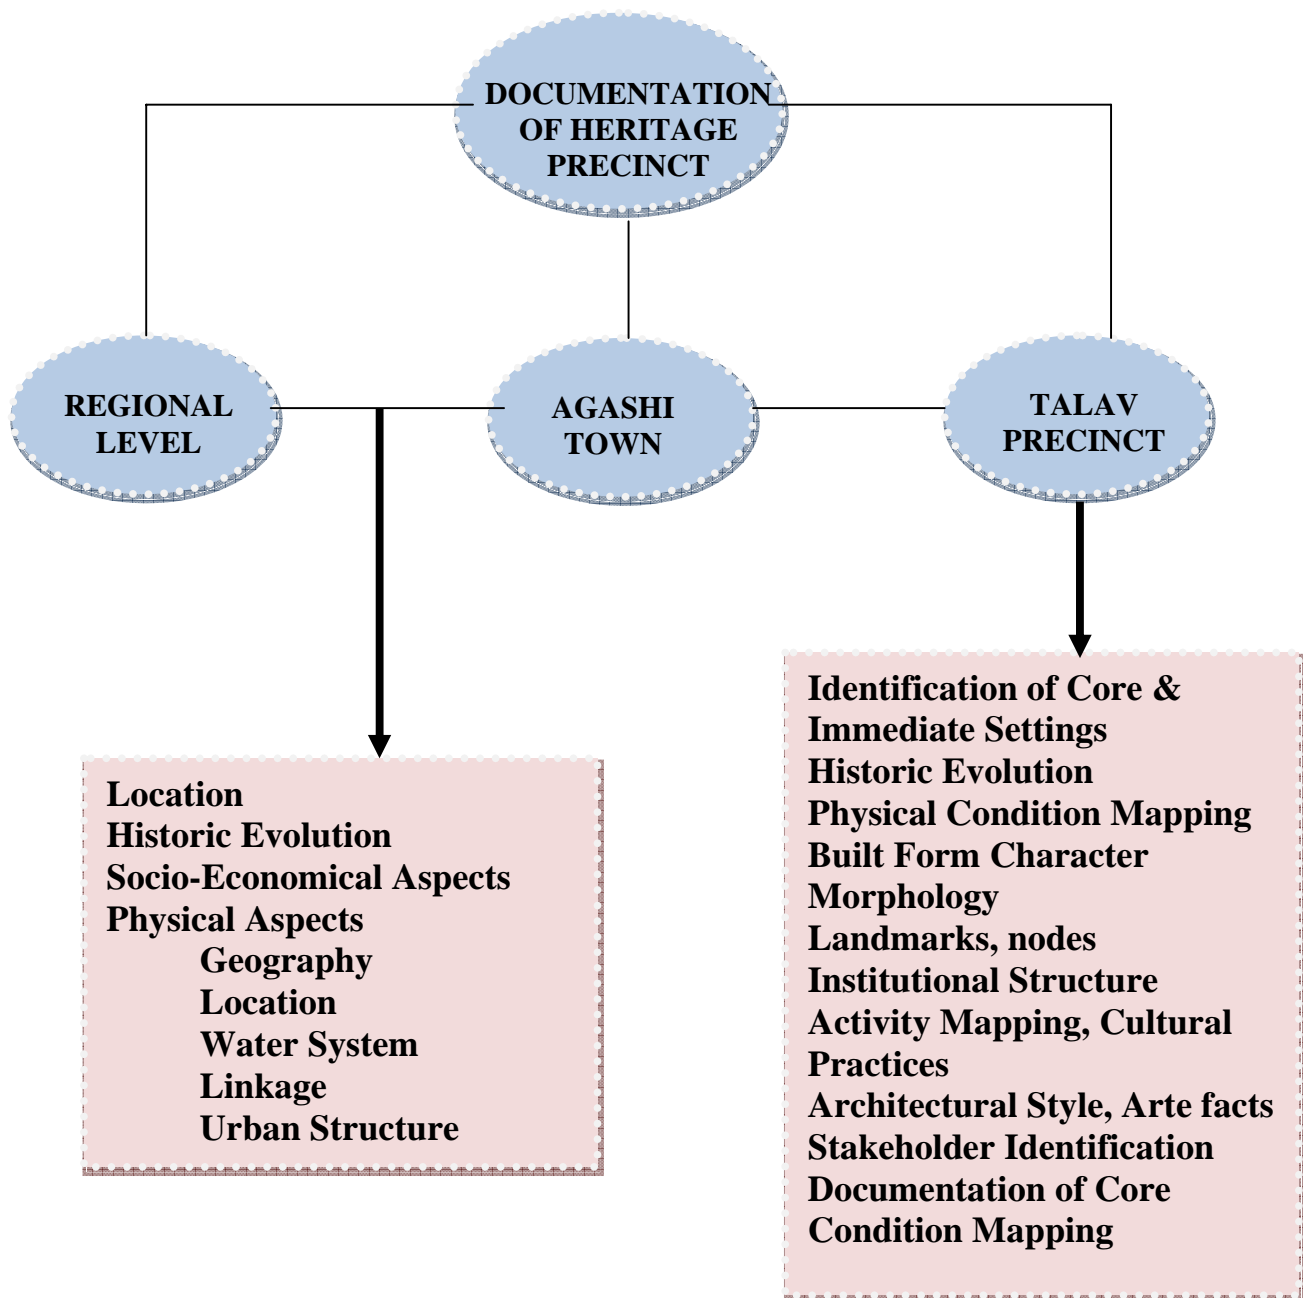 DOCUMENTATION
OF HERITAGE
PRECINCT
REGIONAL
LEVEL
AGASHI
TOWN
TALAV
PRECINCT
Location
Historic Evolution
Socio-Economical Aspects
Physical Aspects
Geography
Location
Water System
Linkage
Urban Structure
Identification of Core &
Immediate Settings
Historic Evolution
Physical Condition Mapping
Built Form Character
Morphology
Landmarks, nodes
Institutional Structure
Activity Mapping, Cultural
Practices
Architectural Style, Arte facts
Stakeholder Identification
Documentation of Core
Condition Mapping